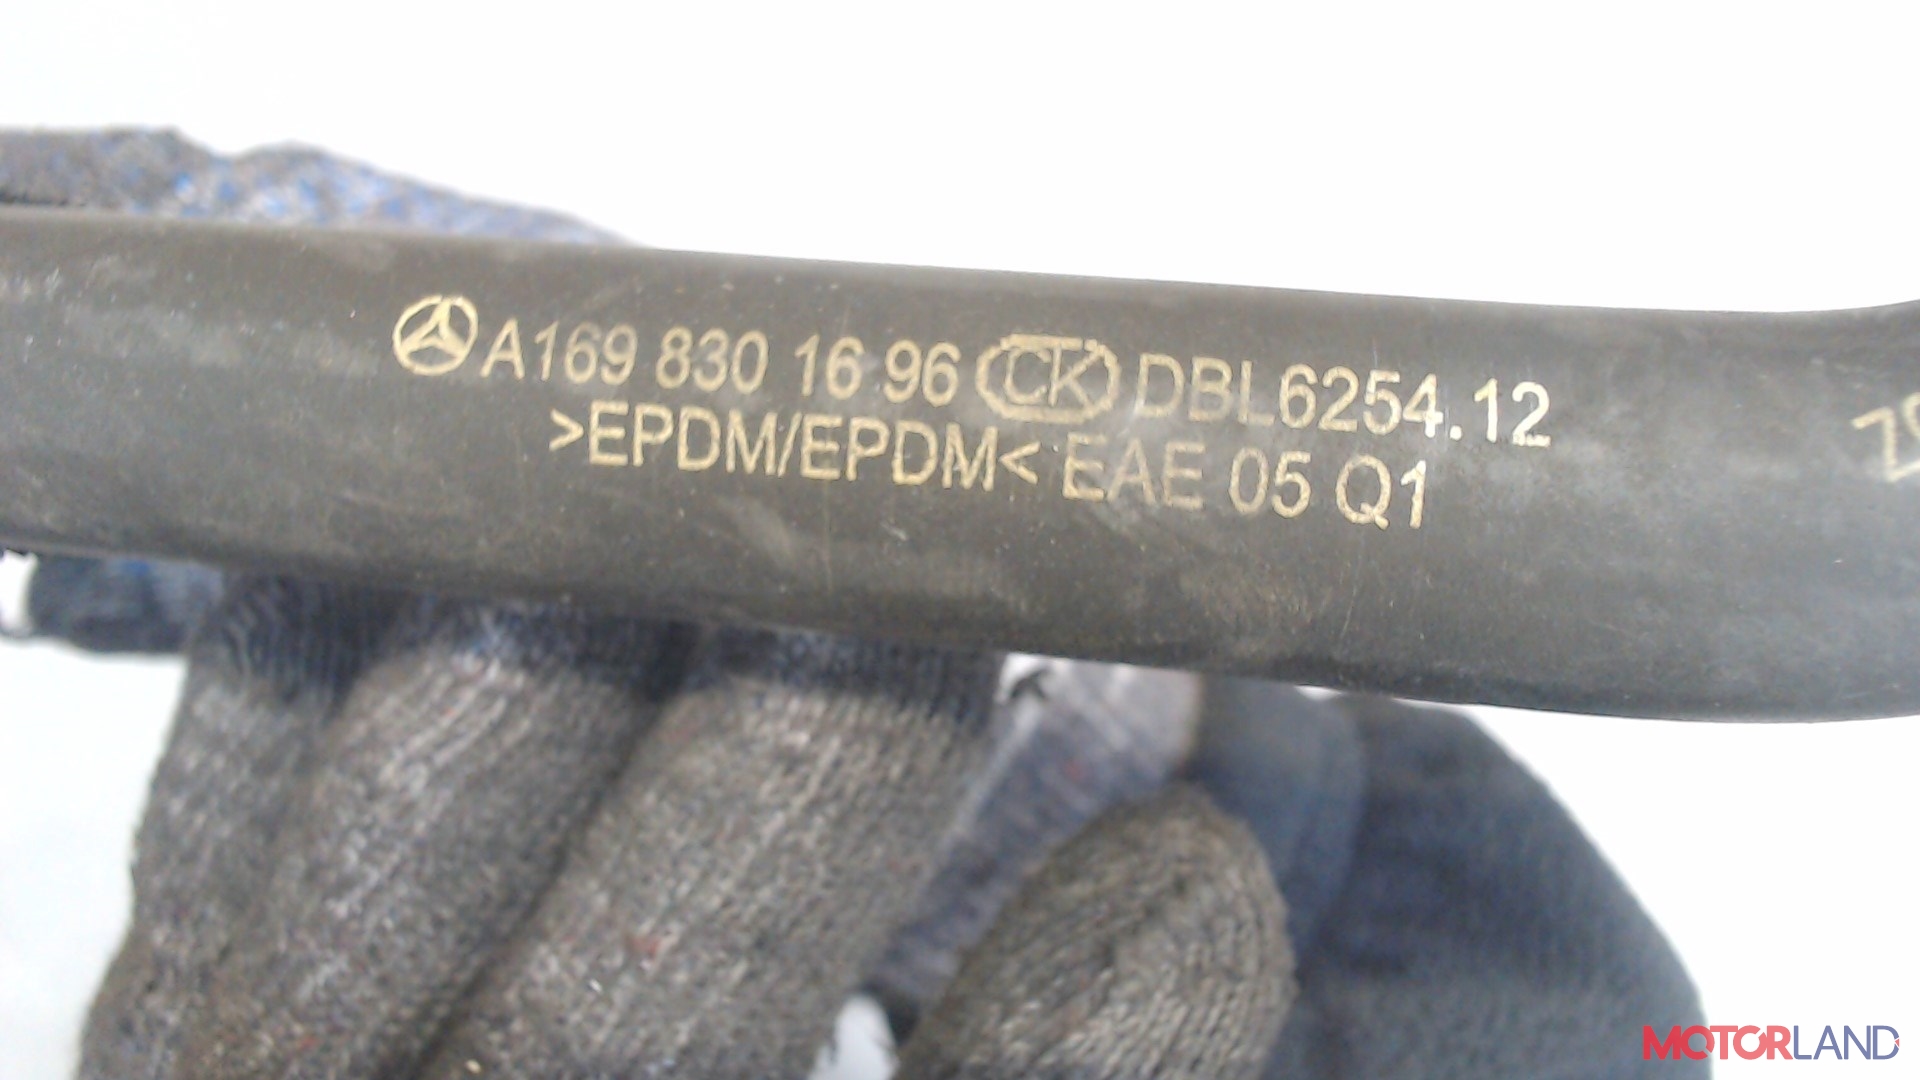 A169 830 16 96 CK DBL6254.12
>EPDM/EPDM< EAE 05 Q1
MOTORLAND